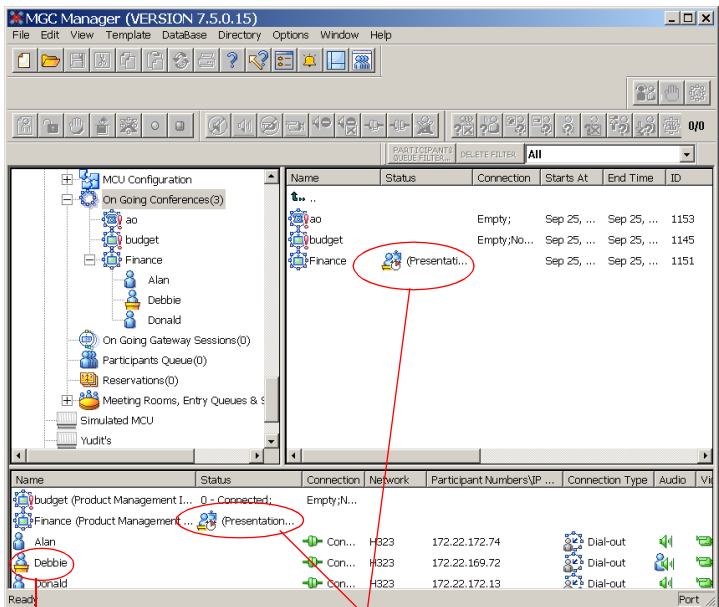 MGC Manager (VERSION 7.5.0.15)
File Edit View Template DataBase Directory Options Window Help
0/0
PARTICIPANTS QUEUE FILTER... DELETE FILTER All
MCU Configuration
On Going Conferences(3)
ao
budget
Finance
Alan
Debbie
Donald
On Going Gateway Sessions(0)
Participants Queue(0)
Reservations(0)
Meeting Rooms, Entry Queues & S
Simulated MCU
Yudit's
Name Status Connection Starts At End Time ID
..
ao Empty; Sep 25, ... Sep 25, ... 1153
budget Empty;No... Sep 25, ... Sep 25, ... 1145
Finance (Presentati... Sep 25, ... Sep 25, ... 1151
Name Status Connection Network Participant Numbers\IP ... Connection Type Audio Vi
budget (Product Management I... 0 - Connected; Empty;N...
Finance (Product Management ... (Presentation...
Alan Con... H323 172.22.172.74 Dial-out
Debbie Con... H323 172.22.169.72 Dial-out
Donald Con... H323 172.22.172.13 Dial-out
Ready Port